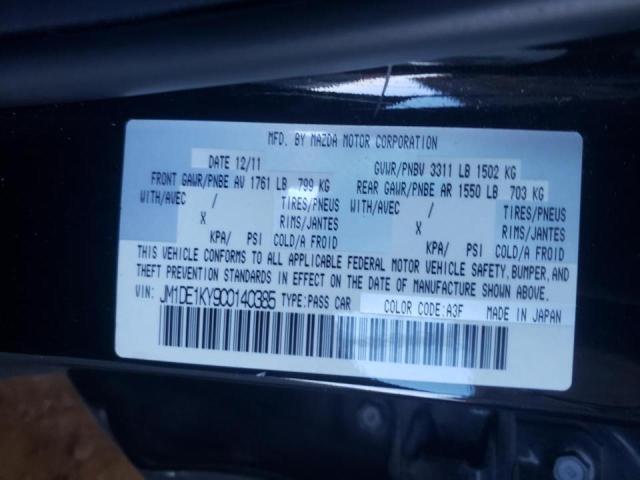 MFD. BY MAZDA MOTOR CORPORATION
DATE 12/11 GVWR/PNBV 3311 LB 1502 KG
FRONT GAWR/PNBE AV 1761 LB 799 KG REAR GAWR/PNBE AR 1550 LB 703 KG
WITH/AVEC / TIRES/PNEUS WITH/AVEC / TIRES/PNEUS
X RIMS/JANTES X RIMS/JANTES
KPA/ PSI COLD/A FROID KPA/ PSI COLD/A FROID
THIS VEHICLE CONFORMS TO ALL APPLICABLE FEDERAL MOTOR VEHICLE SAFETY, BUMPER, AND
THEFT PREVENTION STANDARDS IN EFFECT ON THE DATE OF MANUFACTURE SHOWN ABOVE.
VIN: JM1DE1KY9C0140385 TYPE:PASS CAR COLOR CODE:A3F MADE IN JAPAN